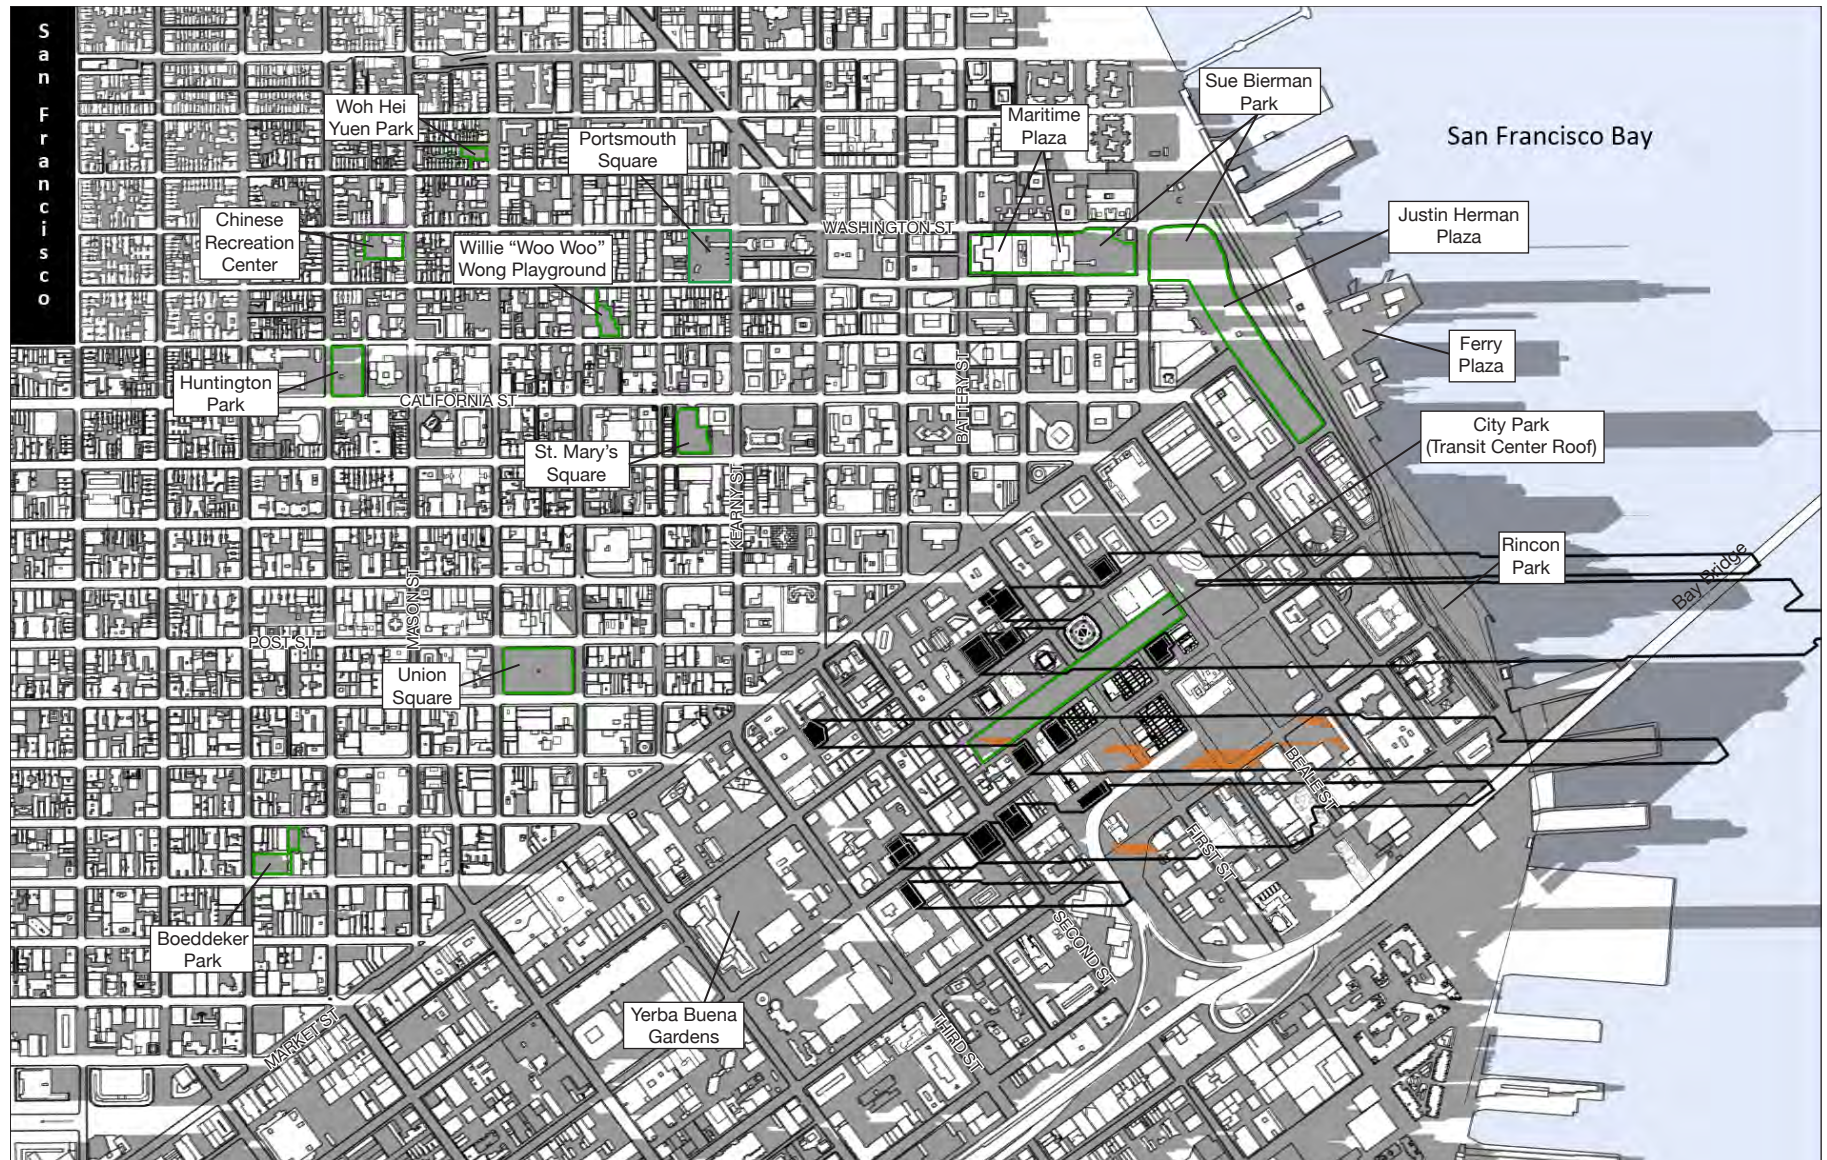 San Francisco
Sue Bierman
Park
Woh Hei
Yuen Park
Maritime
Plaza
Portsmouth
Square
San Francisco Bay
Justin Herman
Plaza
Chinese
Recreation
Center
WASHINGTON ST
Willie “Woo Woo”
Wong Playground
Ferry
Plaza
Huntington
Park
BATTERY ST
CALIFORNIA ST
City Park
(Transit Center Roof)
St. Mary's
Square
KEARNY ST
Rincon
Park
Bay Bridge
MASON ST
POST ST
Union
Square
BEALE ST
FIRST ST
Boeddeker
Park
SECOND ST
Yerba Buena
Gardens
THIRD ST
MARKET ST